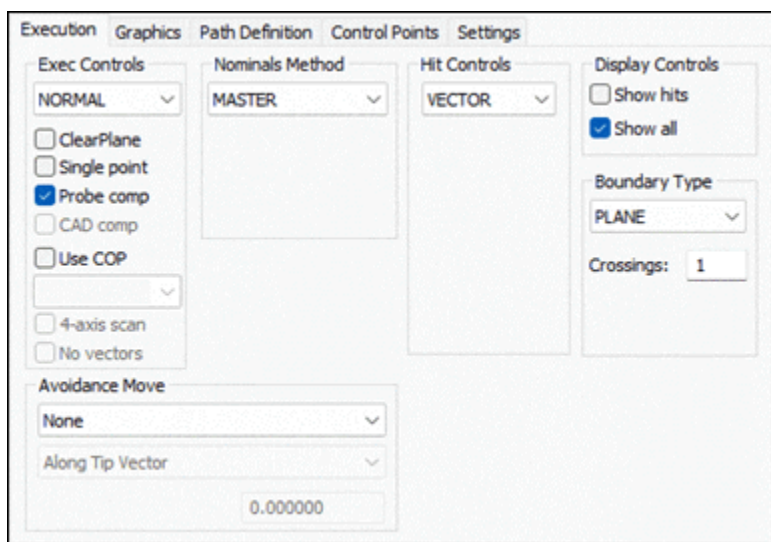 Execution Graphics Path Definition Control Points Settings
Exec Controls
NORMAL
ClearPlane
Single point
Probe comp
CAD comp
Use COP
4-axis scan
No vectors
Nominals Method
MASTER
Hit Controls
VECTOR
Display Controls
Show hits
Show all
Boundary Type
PLANE
Crossings: 1
Avoidance Move
None
Along Tip Vector
0.000000